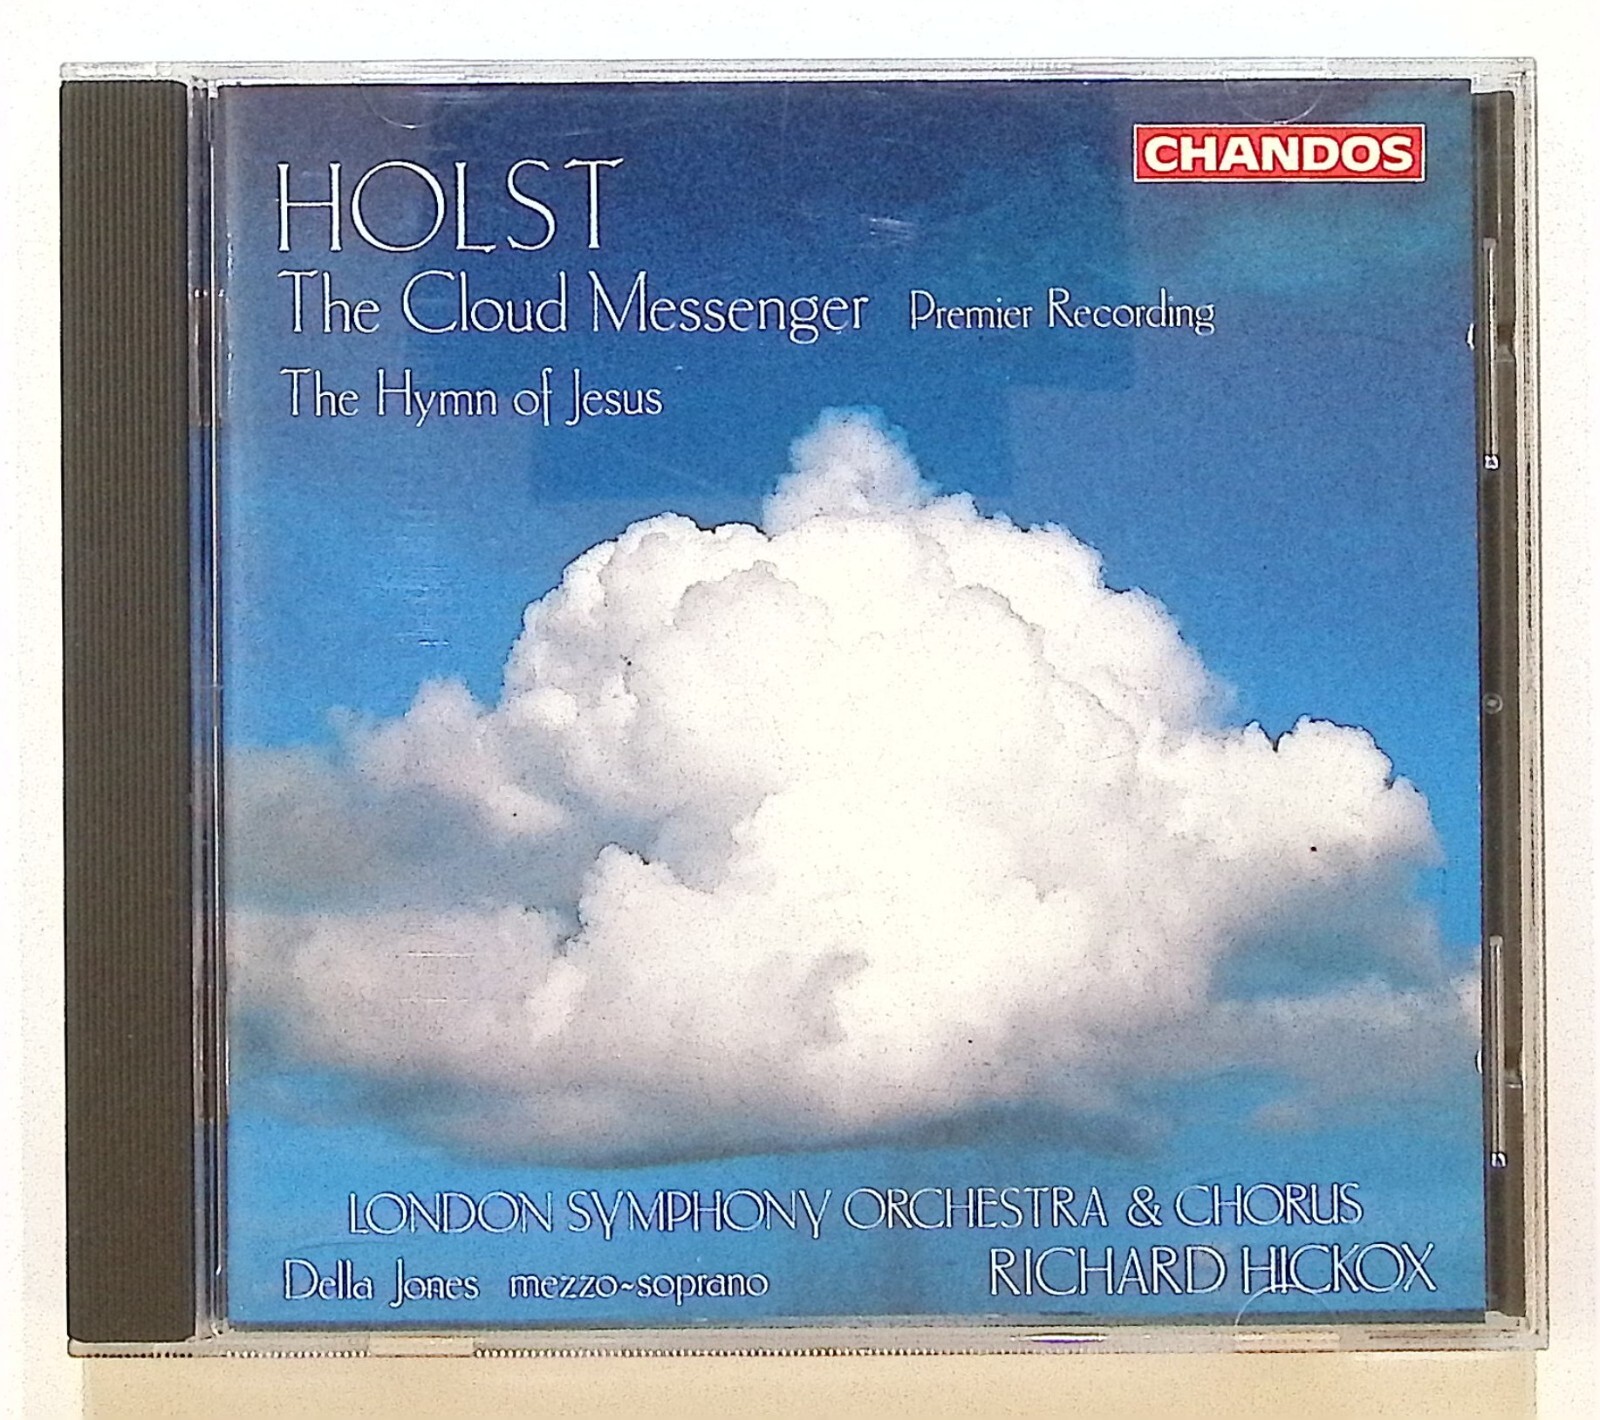 CHANDOS
HOLST
The Cloud Messenger Premier Recording
The Hymn of Jesus
LONDON SYMPHONY ORCHESTRA & CHORUS
Della Jones mezzo~soprano RICHARD HICKOX